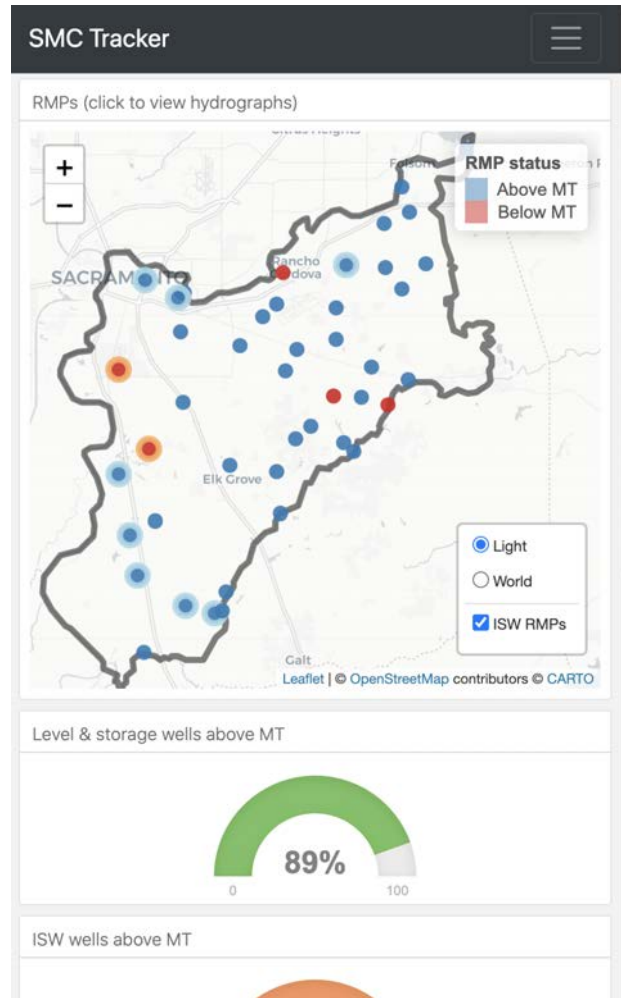 SMC Tracker
RMPs (click to view hydrographs)
+
−
RMP status
Above MT
Below MT
Folsom
SACRAMENTO
Rancho
Cordova
Elk Grove
Galt
Light
World
ISW RMPs
Leaflet | © OpenStreetMap contributors © CARTO
Level & storage wells above MT
89%
0
100
ISW wells above MT